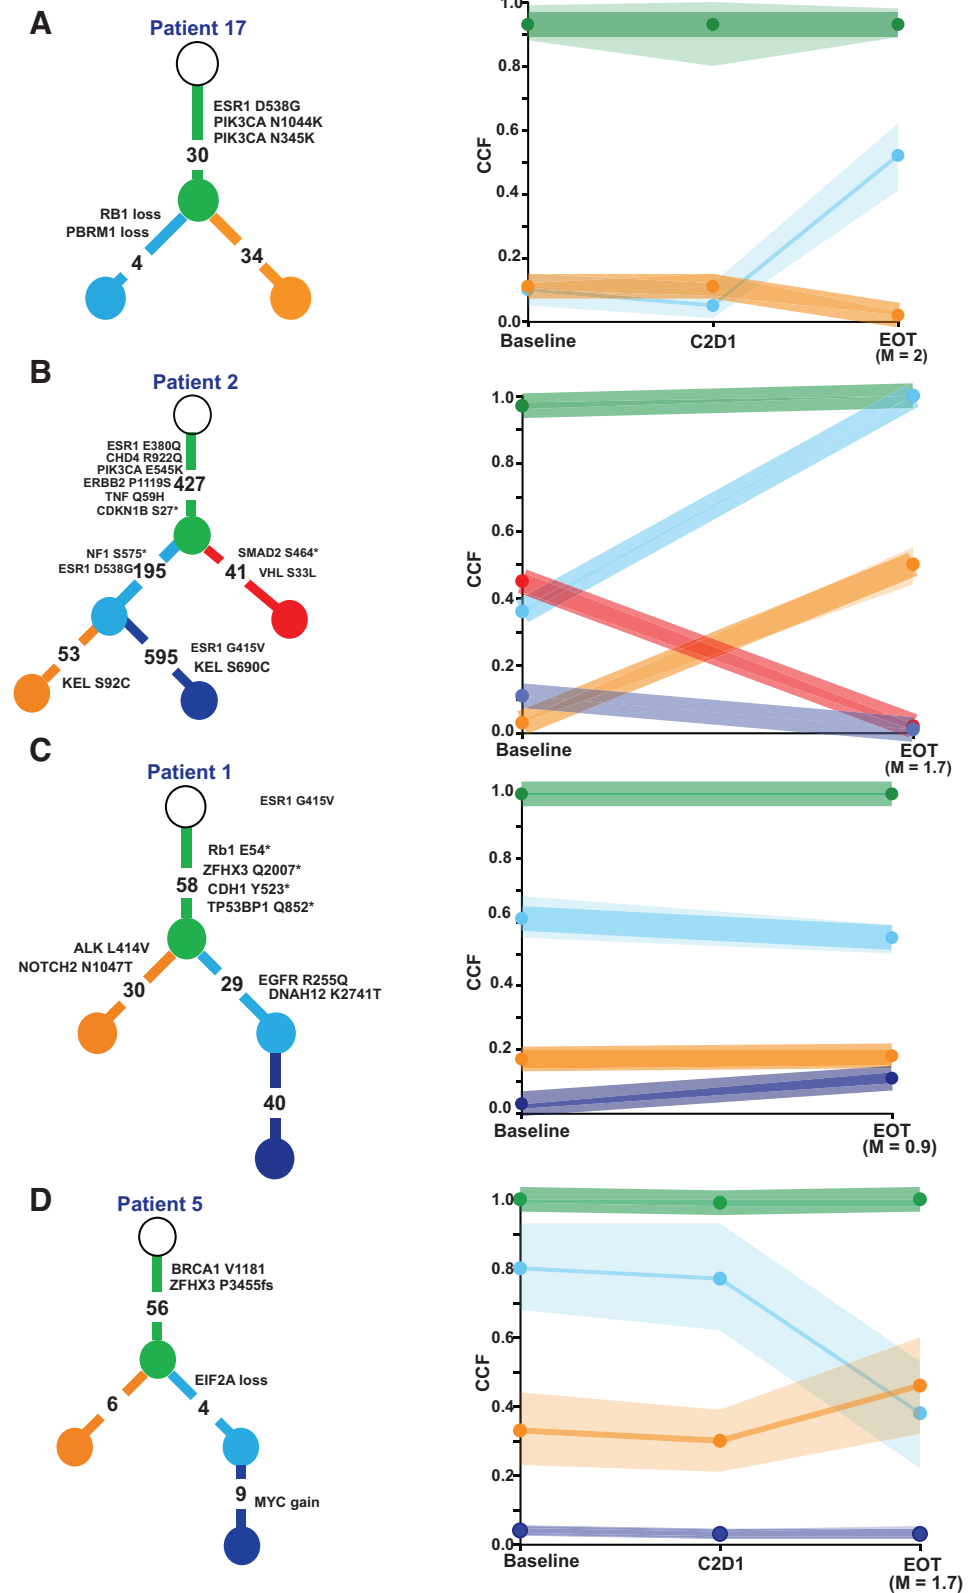 A
Patient 17
ESR1 D538G
PIK3CA N1044K
PIK3CA N345K
30
RB1 loss
PBRM1 loss
4
34
1.0
0.8
0.6
0.4
0.2
0.0
CCF
Baseline
C2D1
EOT
(M = 2)
B
Patient 2
ESR1 E380Q
CHD4 R922Q
PIK3CA E545K
ERBB2 P1119S
427
TNF Q59H
CDKN1B S27*
NF1 S575*
ESR1 D538G
195
SMAD2 S464*
41
VHL S33L
53
KEL S92C
595
ESR1 G415V
KEL S690C
1.0
0.8
0.6
0.4
0.2
0.0
CCF
Baseline
EOT
(M = 1.7)
C
Patient 1
ESR1 G415V
Rb1 E54*
ZFHX3 Q2007*
58
CDH1 Y523*
TP53BP1 Q852*
ALK L414V
NOTCH2 N1047T
30
29
EGFR R255Q
DNAH12 K2741T
40
1.0
0.8
0.6
0.4
0.2
0.0
CCF
Baseline
EOT
(M = 0.9)
D
Patient 5
BRCA1 V1181
ZFHX3 P3455fs
56
EIF2A loss
6
4
9
MYC gain
1.0
0.8
0.6
0.4
0.2
0.0
CCF
Baseline
C2D1
EOT
(M = 1.7)